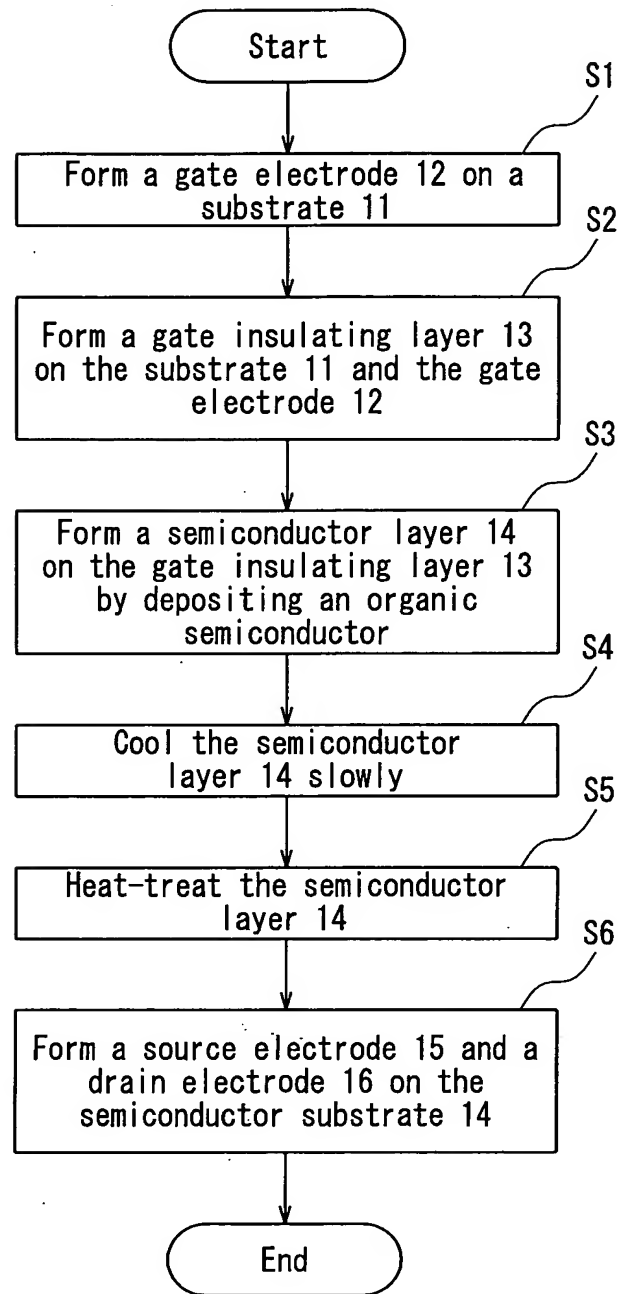 Start
S1
Form a gate electrode 12 on a
substrate 11
S2
Form a gate insulating layer 13
on the substrate 11 and the gate
electrode 12
S3
Form a semiconductor layer 14
on the gate insulating layer 13
by depositing an organic
semiconductor
S4
Cool the semiconductor
layer 14 slowly
S5
Heat-treat the semiconductor
layer 14
S6
Form a source electrode 15 and a
drain electrode 16 on the
semiconductor substrate 14
End